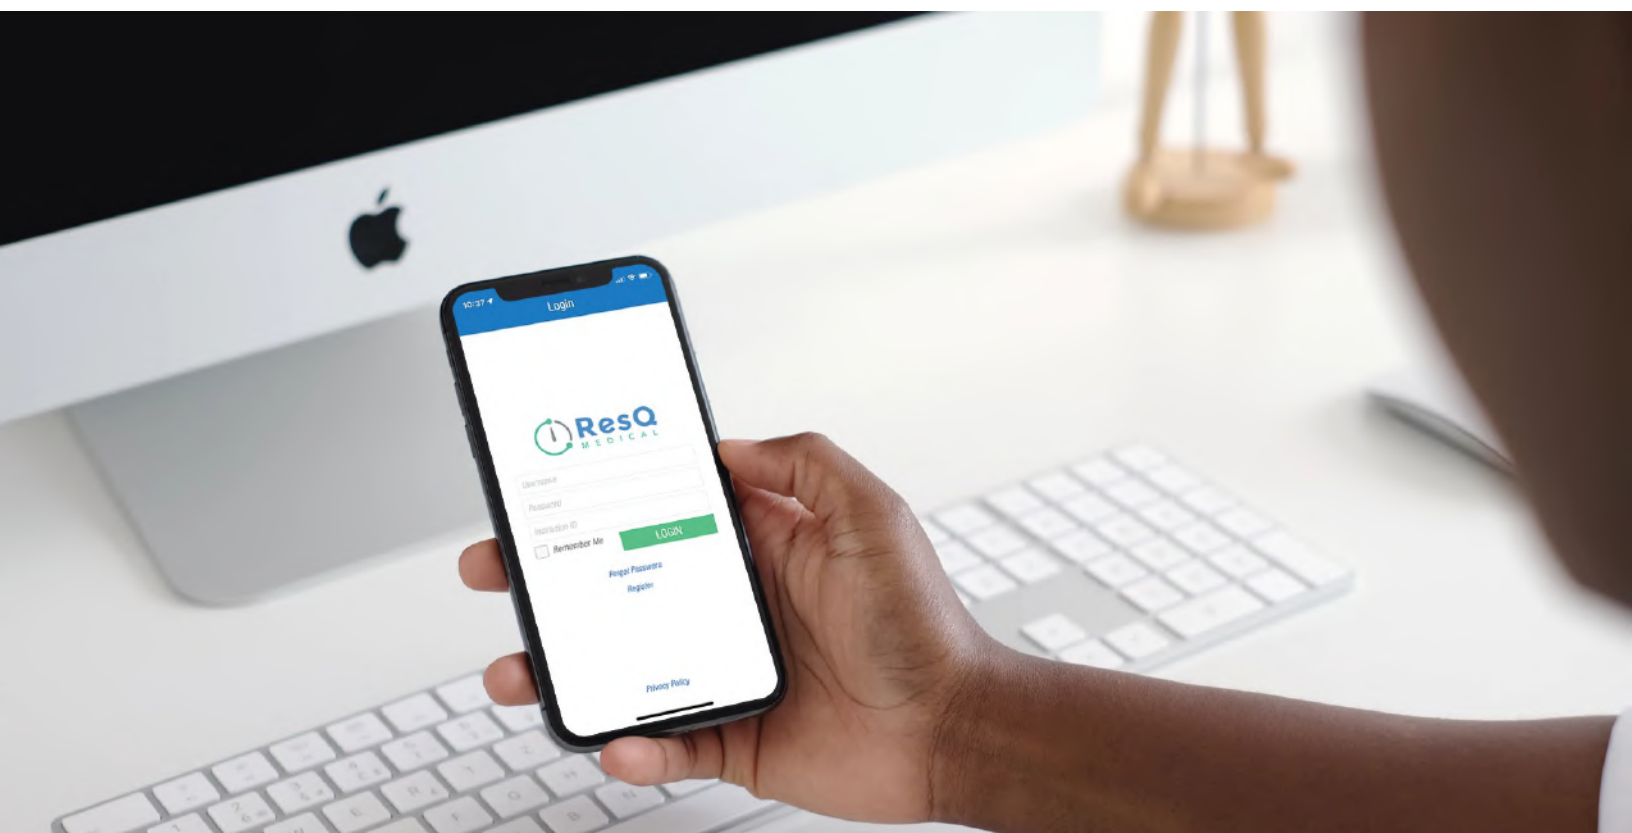 10:37
Login
ResQ
MEDICAL
Username
Password
Institution ID
Remember Me
LOGIN
Forgot Password
Register
Privacy Policy